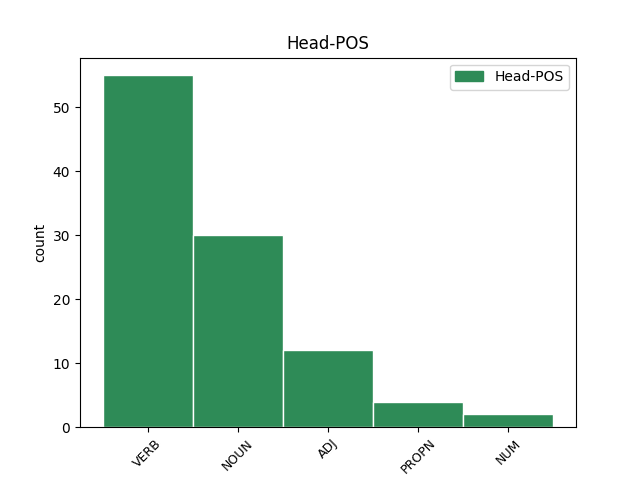 Head-POS
Head-POS
count
50
40
30
20
10
0
VERB
NOUN
ADJ
PROPN
NUM